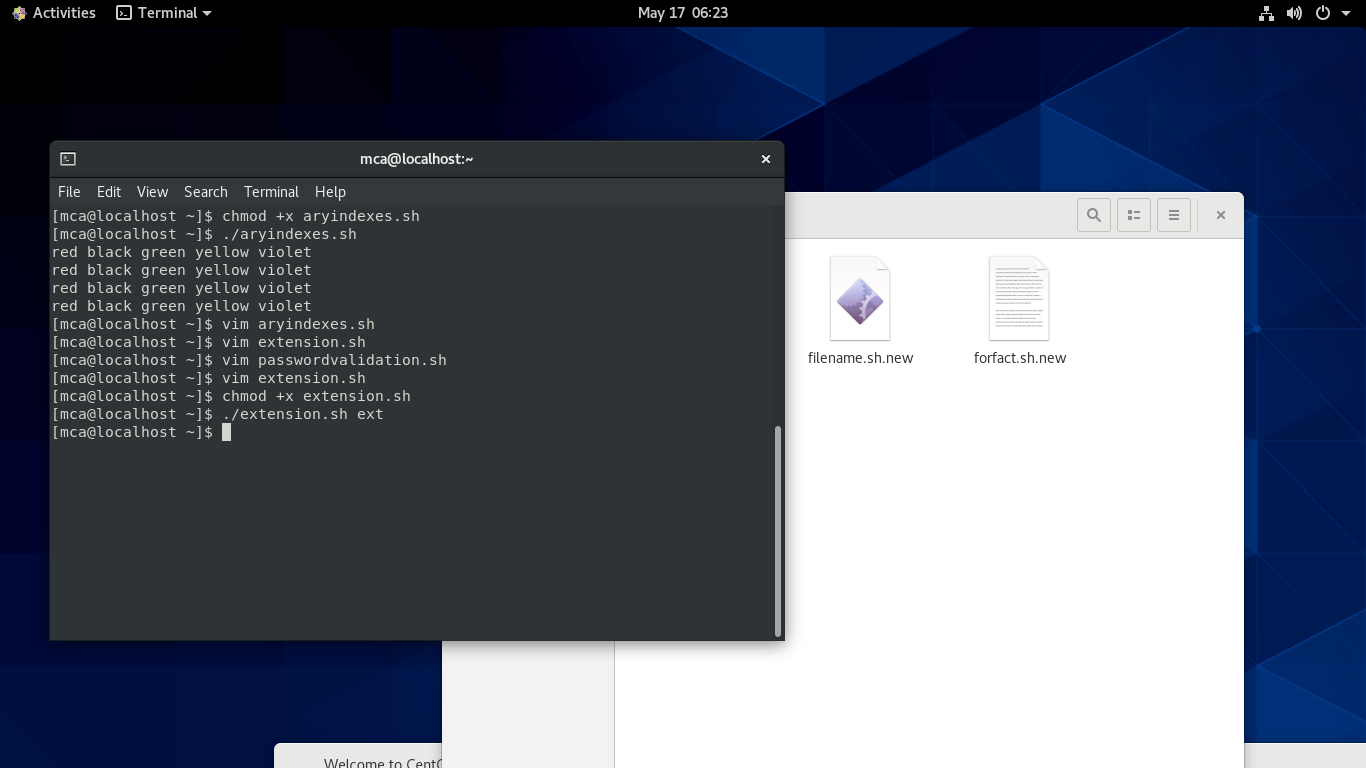 Activities
Terminal
May 17 06:23
mca@localhost:~
File Edit View Search Terminal Help
[mca@localhost ~]$ chmod +x aryindexes.sh
[mca@localhost ~]$ ./aryindexes.sh
red black green yellow violet
red black green yellow violet
red black green yellow violet
red black green yellow violet
[mca@localhost ~]$ vim aryindexes.sh
[mca@localhost ~]$ vim extension.sh
[mca@localhost ~]$ vim passwordvalidation.sh
[mca@localhost ~]$ vim extension.sh
[mca@localhost ~]$ chmod +x extension.sh
[mca@localhost ~]$ ./extension.sh ext
[mca@localhost ~]$
filename.sh.new
forfact.sh.new
Welcome to Cent